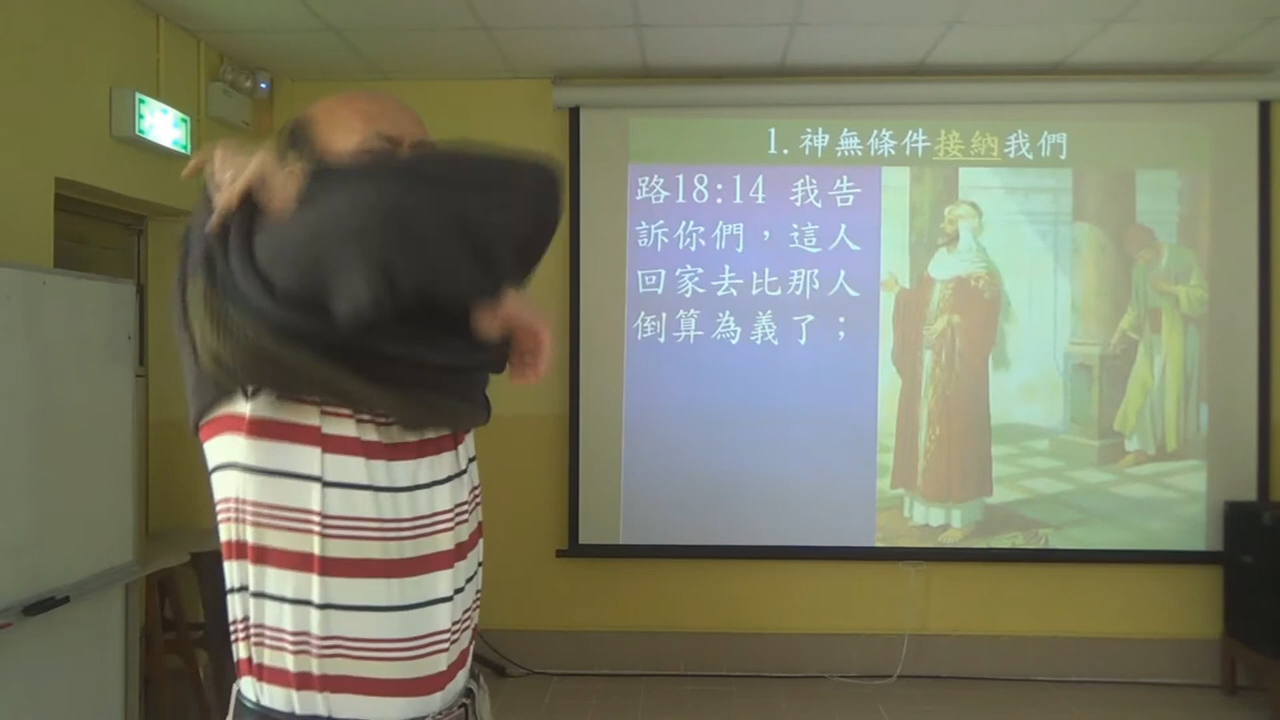 1.神無條件接納我們
路18:14 我告
訴你們，這人
回家去比那人
倒算為義了；